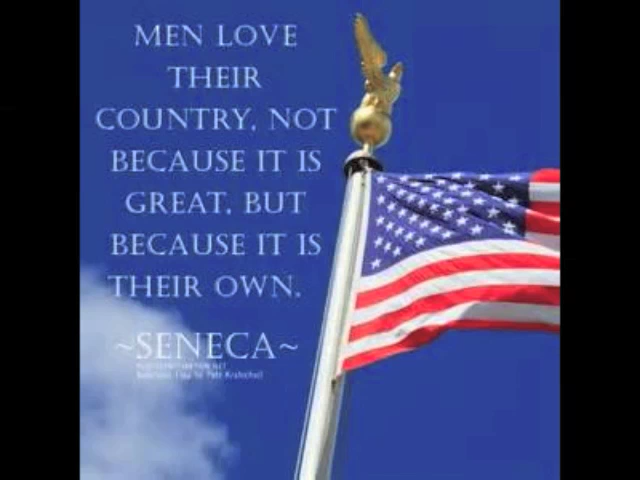 MEN LOVE
THEIR
COUNTRY, NOT
BECAUSE IT IS
GREAT, BUT
BECAUSE IT IS
THEIR OWN.
~SENECA~